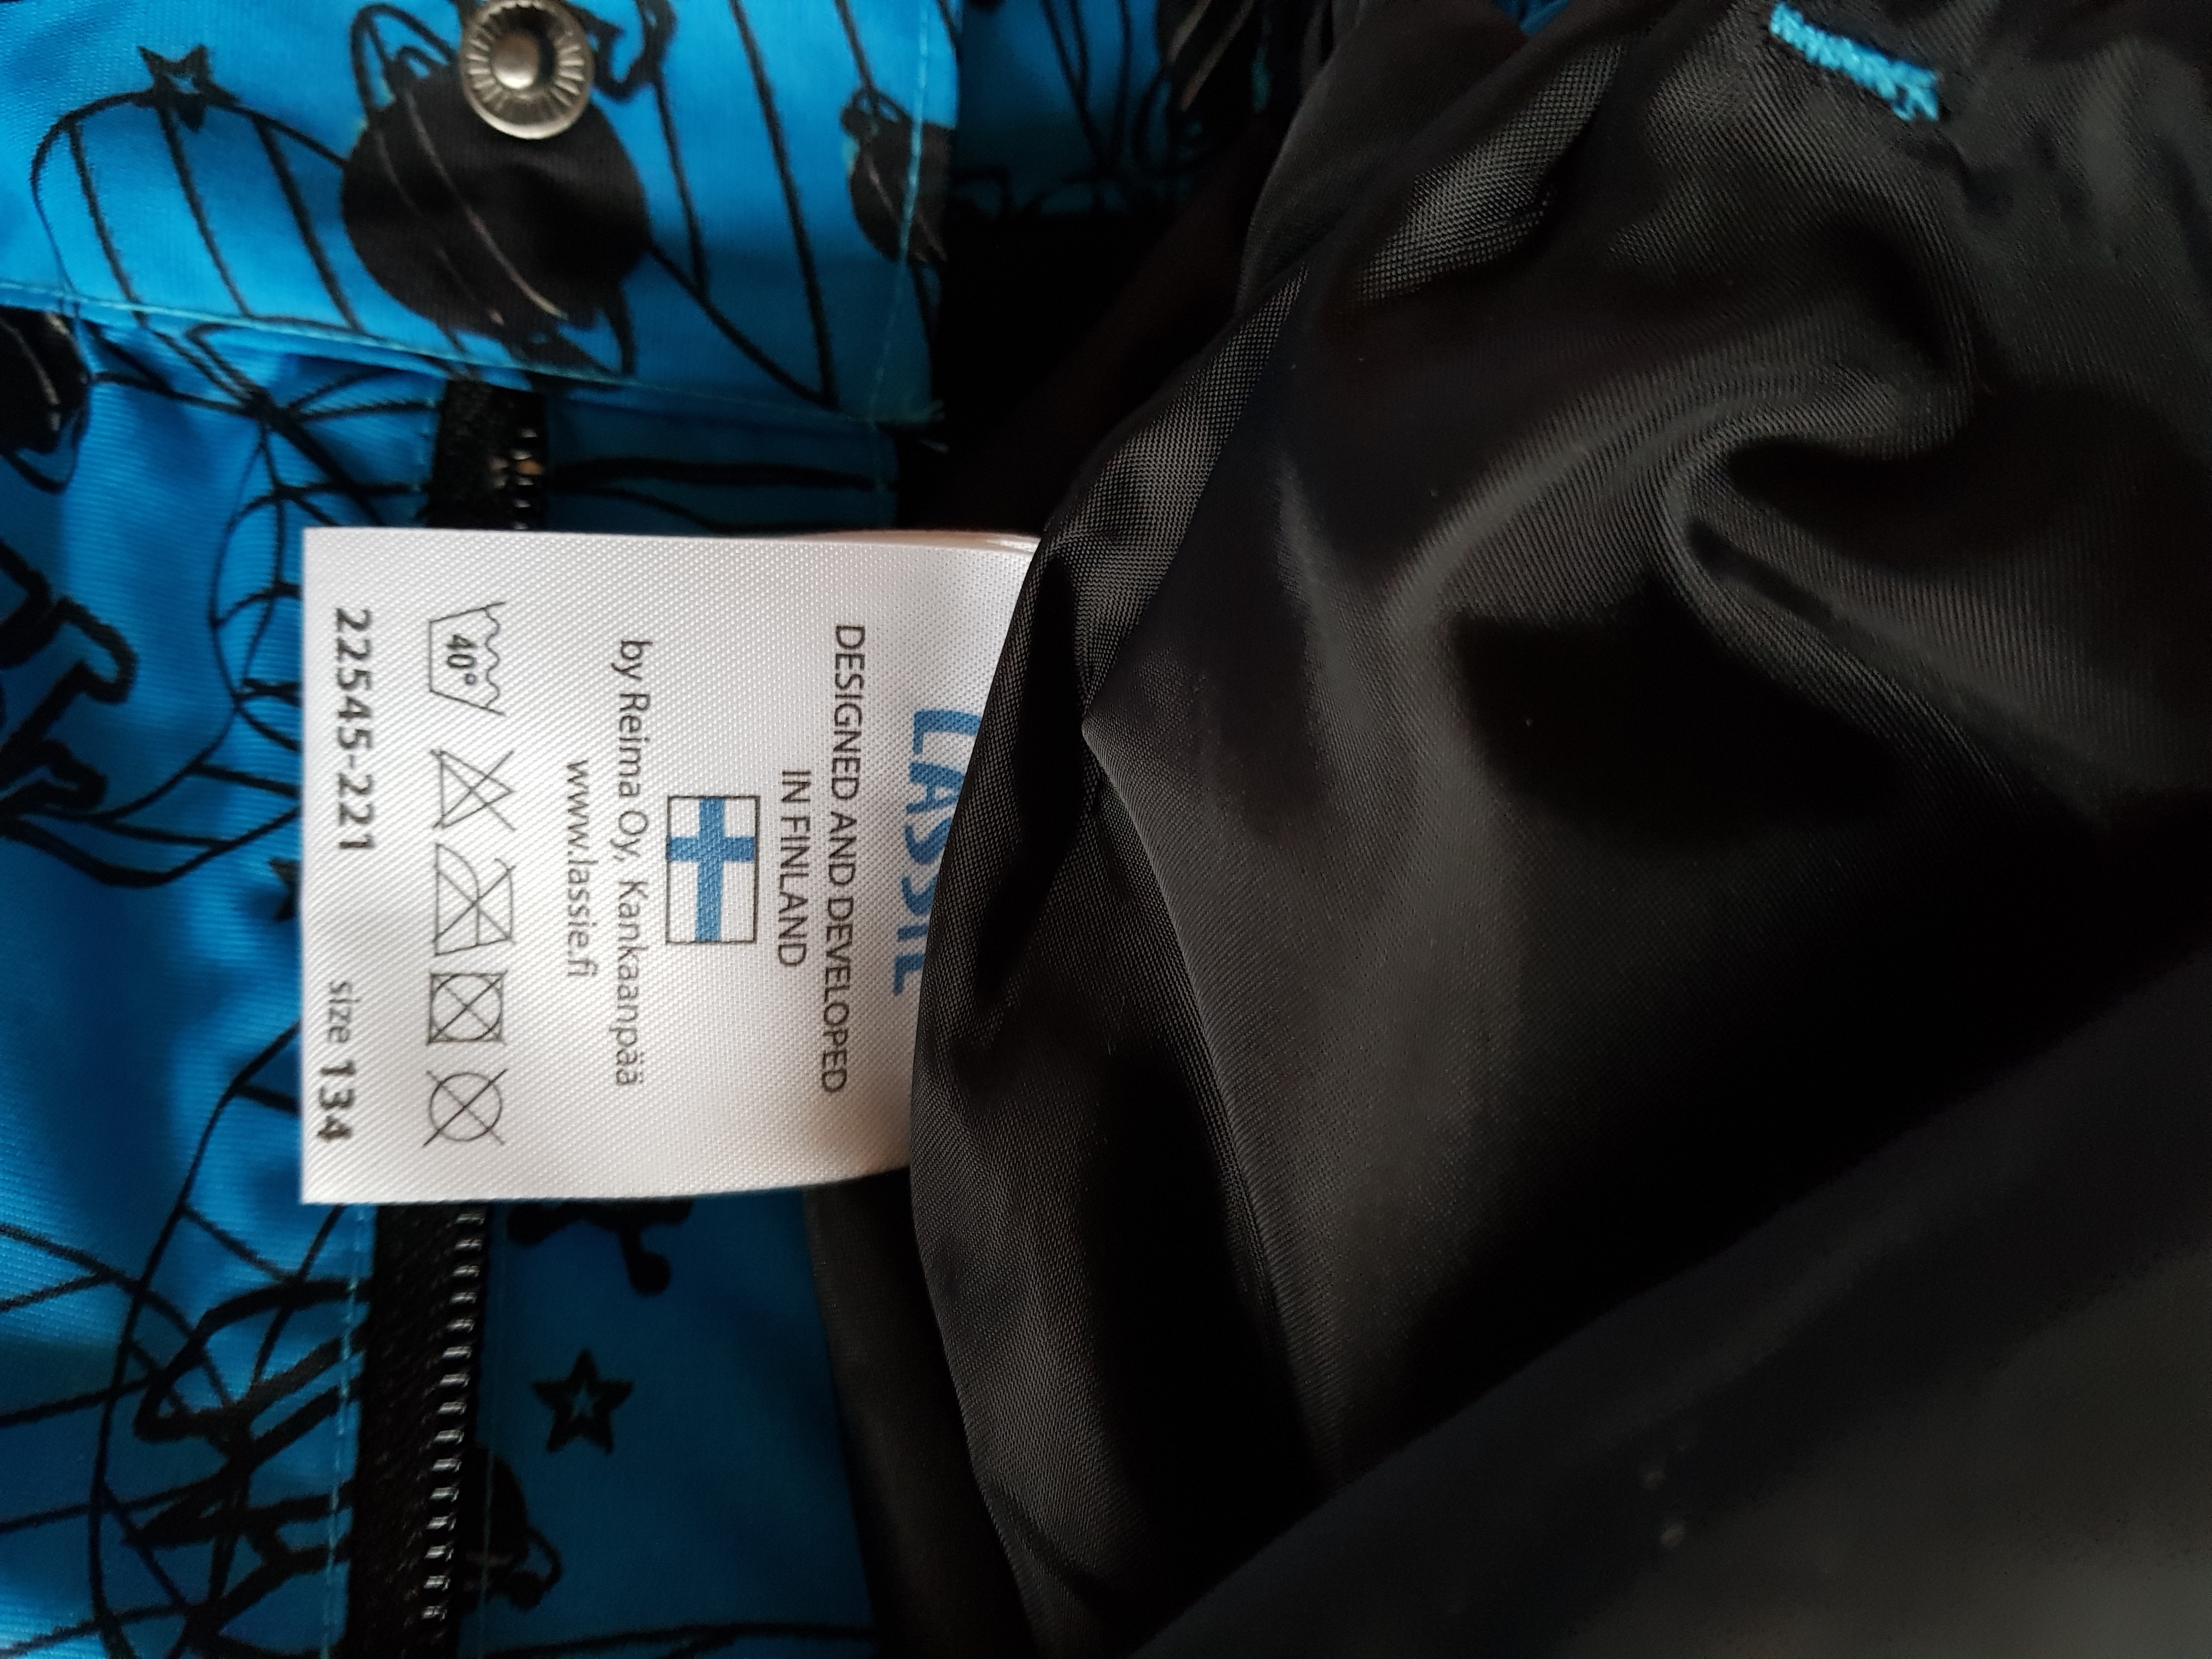 LASSIE
DESIGNED AND DEVELOPED
IN FINLAND
by Reima Oy, Kankaanpää
www.lassie.fi
40°
22545-221 size 134